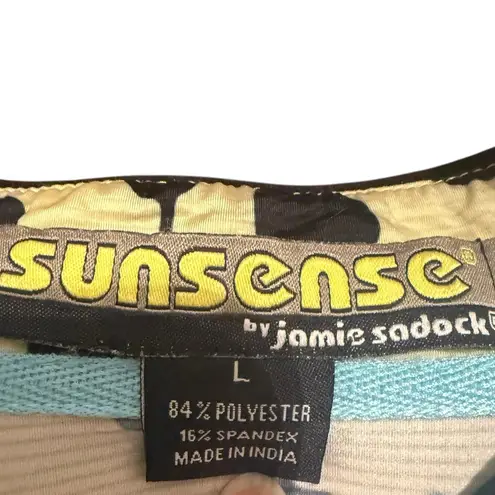 sunsense®
by jamie sadock
L
84% POLYESTER
16% SPANDEX
MADE IN INDIA